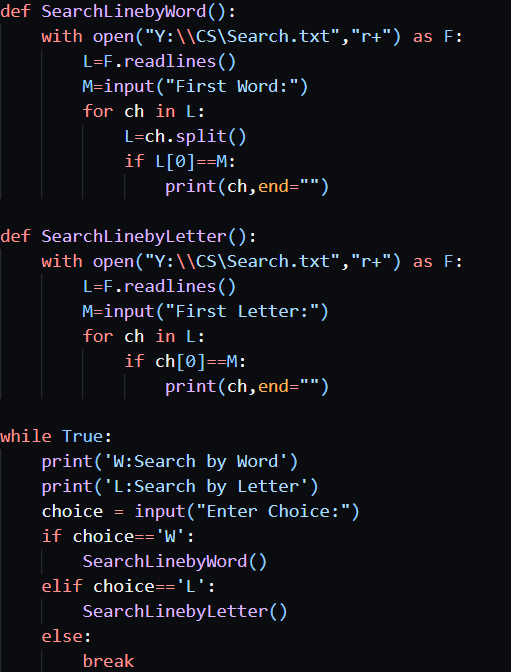 def SearchLinebyWord():
    with open("Y:\\CS\Search.txt","r+") as F:
        L=F.readlines()
        M=input("First Word:")
        for ch in L:
            L=ch.split()
            if L[0]==M:
                print(ch,end="")

def SearchLinebyLetter():
    with open("Y:\\CS\Search.txt","r+") as F:
        L=F.readlines()
        M=input("First Letter:")
        for ch in L:
            if ch[0]==M:
                print(ch,end="")

while True:
    print('W:Search by Word')
    print('L:Search by Letter')
    choice = input("Enter Choice:")
    if choice=='W':
        SearchLinebyWord()
    elif choice=='L':
        SearchLinebyLetter()
    else:
        break